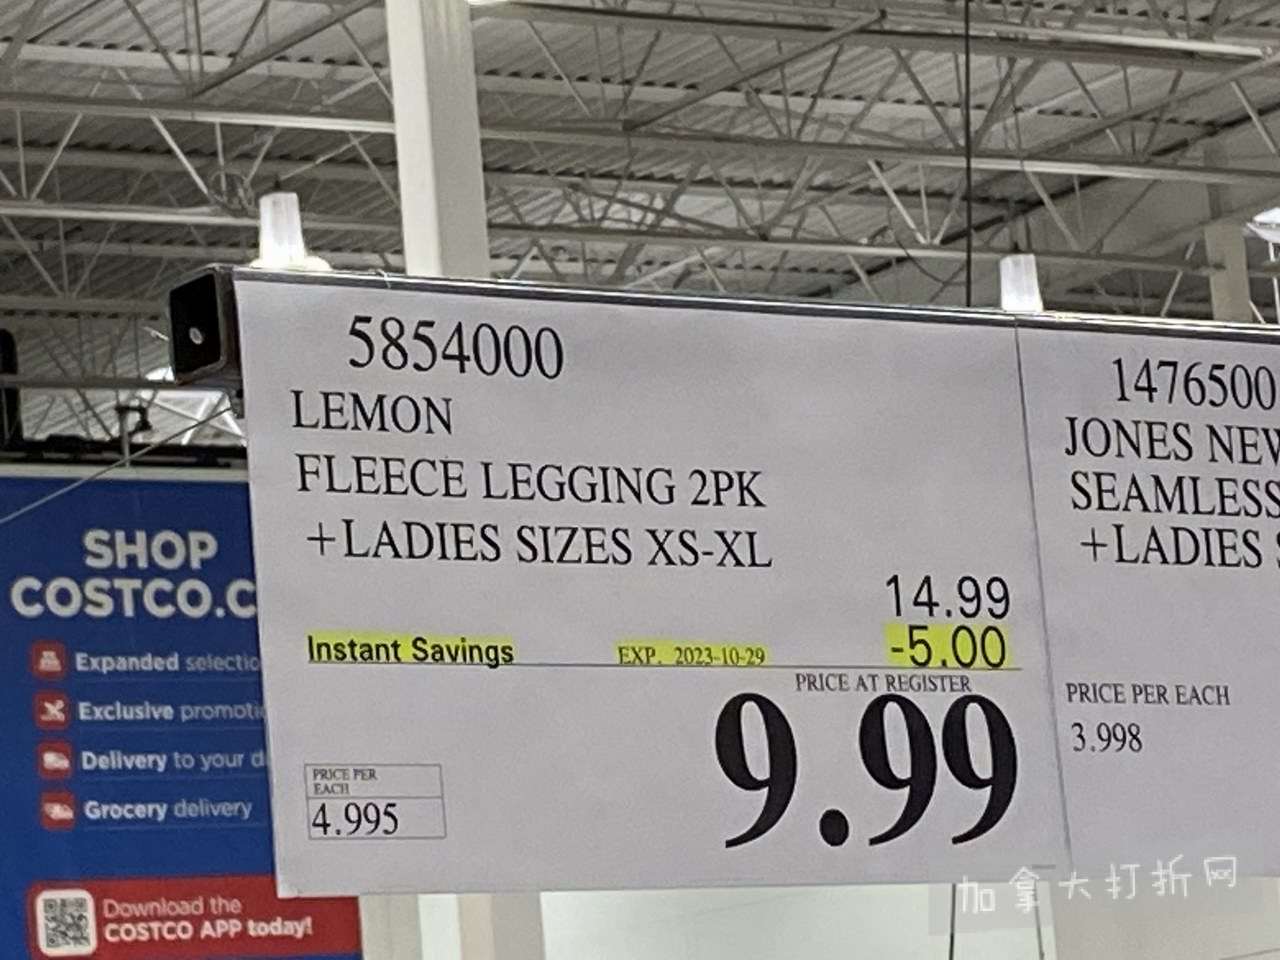 5854000
LEMON
FLEECE LEGGING 2PK
+LADIES SIZES XS-XL
14.99
Instant Savings EXP. 2023-10-29 -5.00
PRICE AT REGISTER
9.99
PRICE PER
EACH
4.995
1476500
JONES NEW
SEAMLESS
+LADIES
PRICE PER EACH
3.998
SHOP
COSTCO.C
Expanded selectio
Exclusive promoti
Delivery to your d
Grocery delivery
Download the
COSTCO APP today!
加拿大打折网